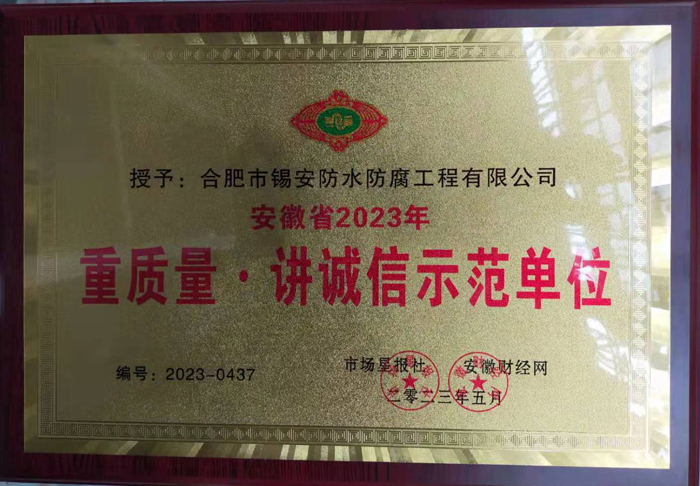 授予：合肥市锡安防水防腐工程有限公司
安徽省2023年
重质量·讲诚信示范单位
编号：2023-0437
市场星报社 安徽财经网
二零二三年五月